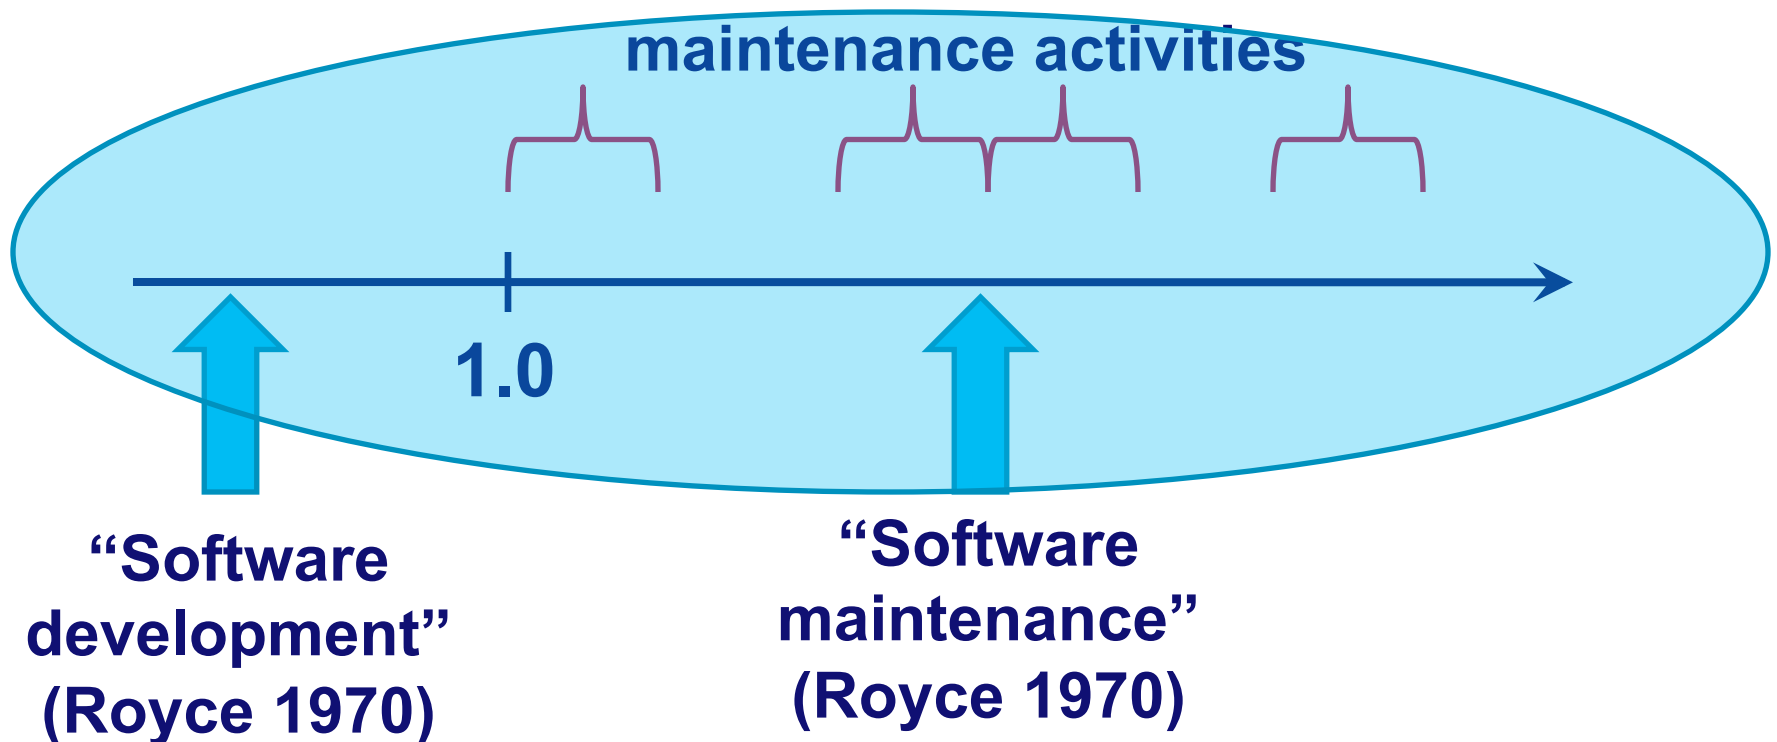 maintenance activities
1.0
“Software
development”
(Royce 1970)
“Software
maintenance”
(Royce 1970)